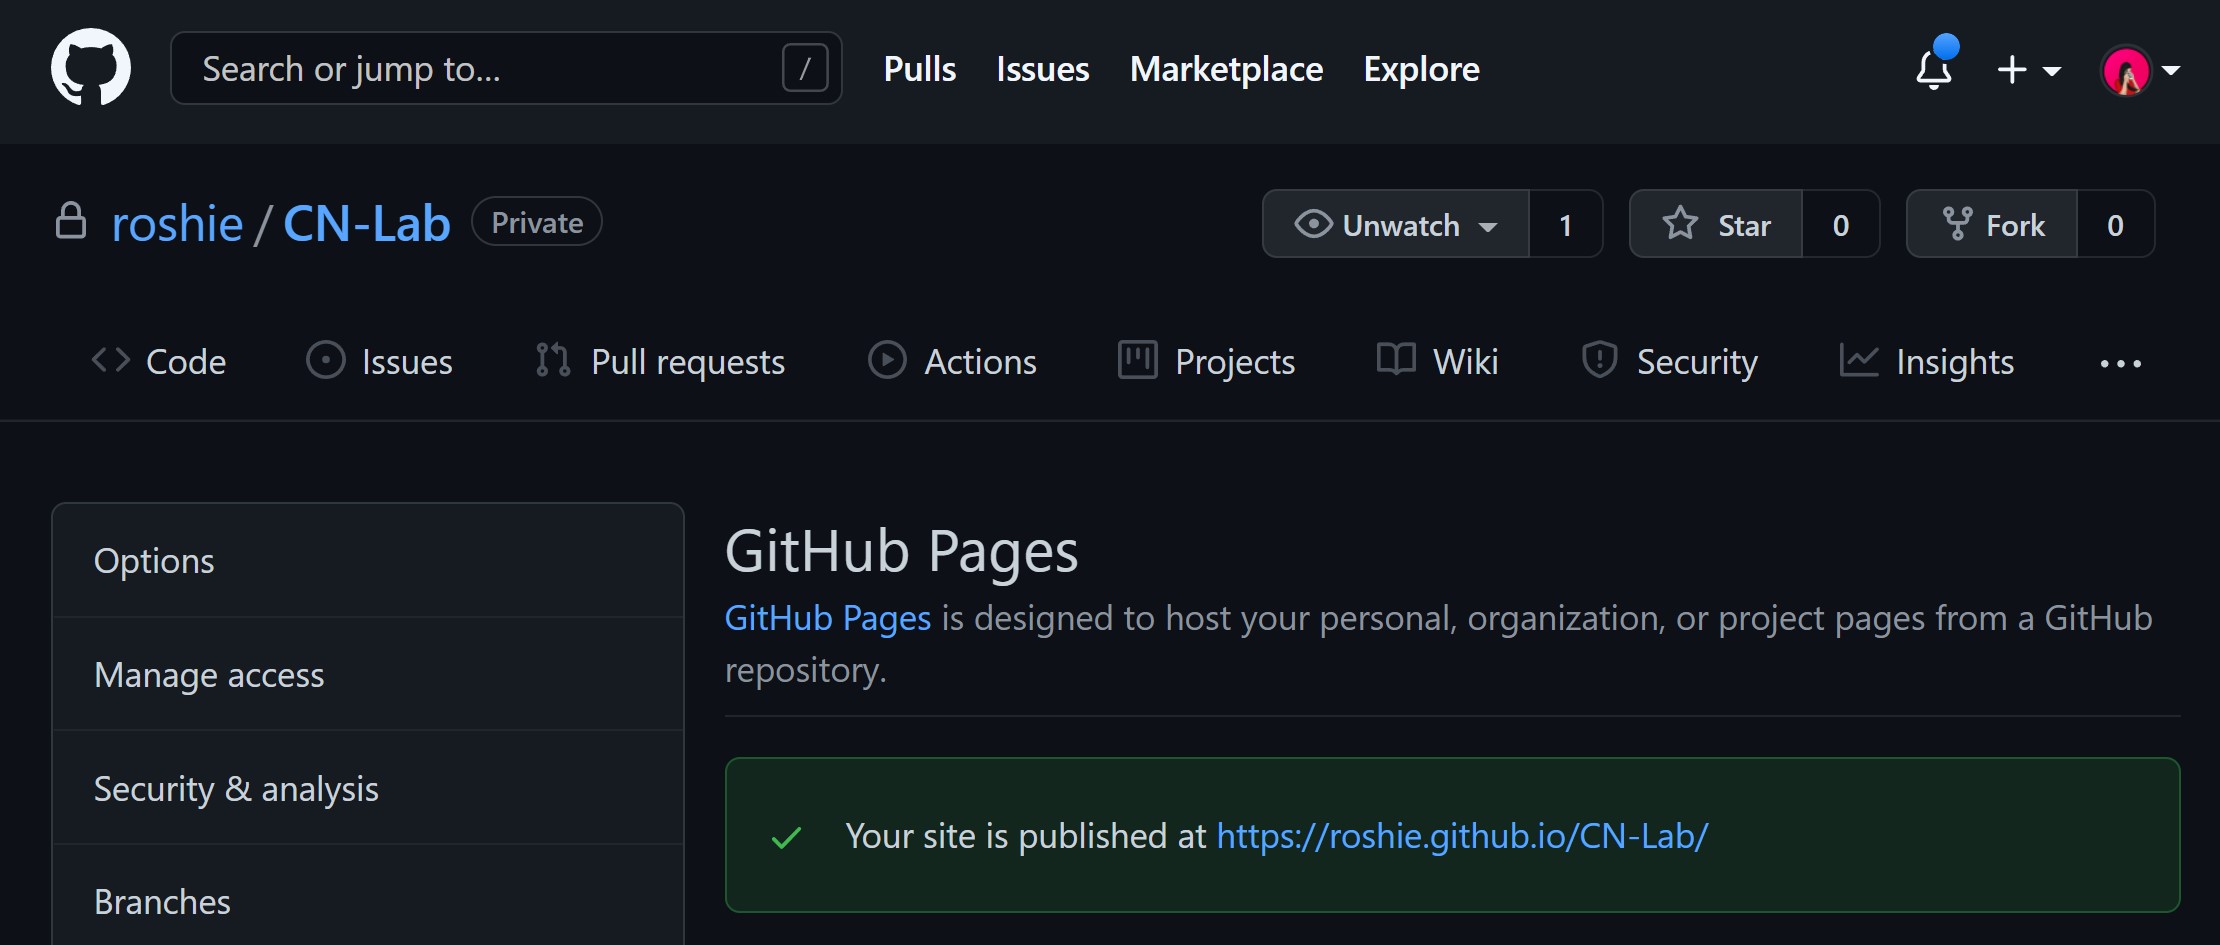 Search or jump to... / Pulls Issues Marketplace Explore
roshie / CN-Lab Private Unwatch 1 Star 0 Fork 0
Code Issues Pull requests Actions Projects Wiki Security Insights ...
Options
Manage access
Security & analysis
Branches
GitHub Pages
GitHub Pages is designed to host your personal, organization, or project pages from a GitHub
repository.
Your site is published at https://roshie.github.io/CN-Lab/